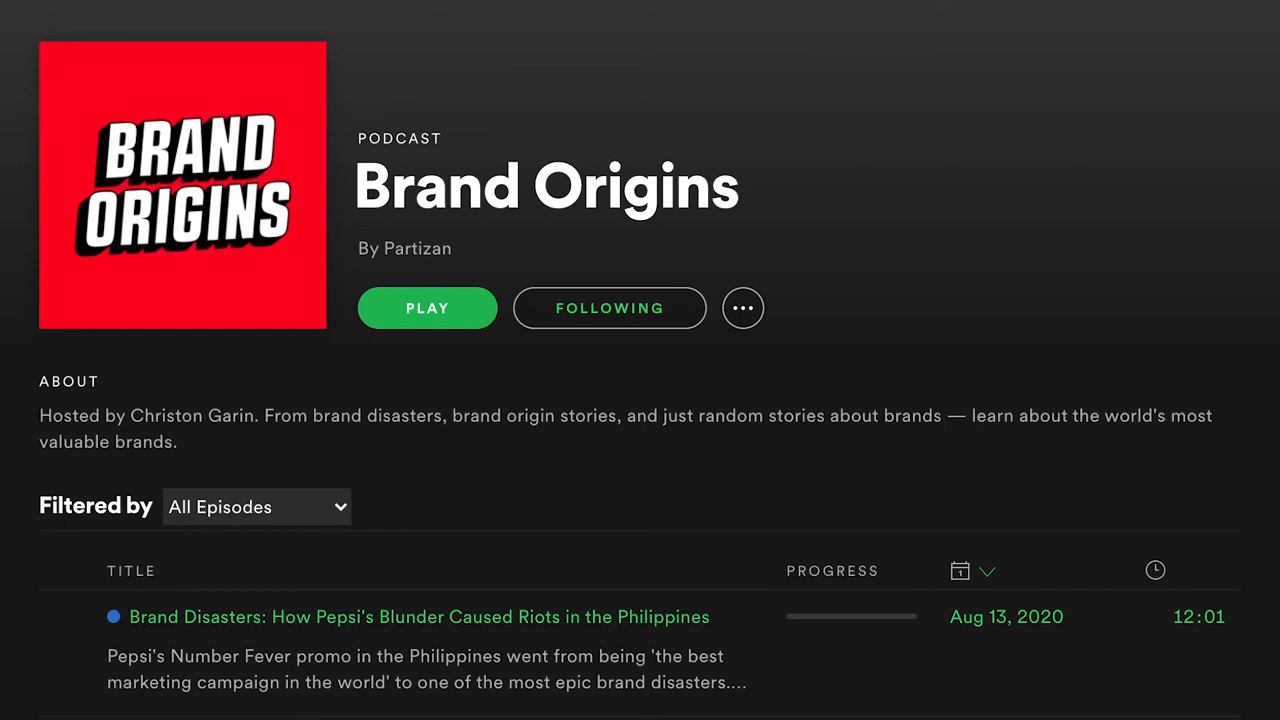 BRAND
ORIGINS
PODCAST
Brand Origins
By Partizan
PLAY
FOLLOWING
ABOUT
Hosted by Christon Garin. From brand disasters, brand origin stories, and just random stories about brands — learn about the world's most
valuable brands.
Filtered by All Episodes
TITLE PROGRESS 1
Brand Disasters: How Pepsi's Blunder Caused Riots in the Philippines Aug 13, 2020 12:01
Pepsi's Number Fever promo in the Philippines went from being 'the best
marketing campaign in the world' to one of the most epic brand disasters....